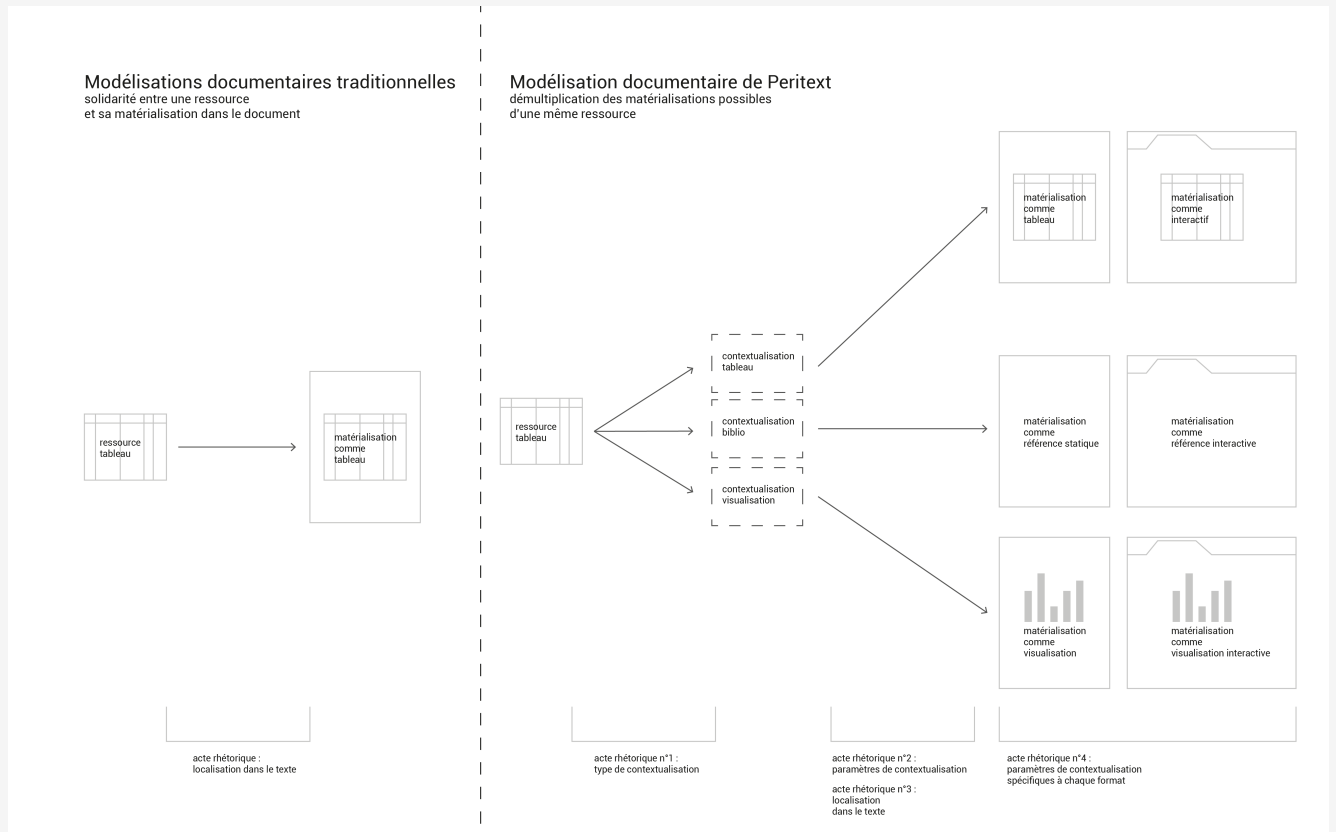 Modélisations documentaires traditionnelles
solidarité entre une ressource
et sa matérialisation dans le document
ressource
tableau
matérialisation
comme
tableau
acte rhétorique :
localisation dans le texte
Modélisation documentaire de Peritext
démultiplication des matérialisations possibles
d'une même ressource
ressource
tableau
contextualisation
tableau
contextualisation
biblio
contextualisation
visualisation
matérialisation
comme
tableau
matérialisation
comme
interactif
matérialisation
comme
référence statique
matérialisation
comme
référence interactive
matérialisation
comme
visualisation
matérialisation
comme
visualisation interactive
acte rhétorique n°1 :
type de contextualisation
acte rhétorique n°2 :
paramètres de contextualisation
acte rhétorique n°3 :
localisation
dans le texte
acte rhétorique n°4 :
paramètres de contextualisation
spécifiques à chaque format